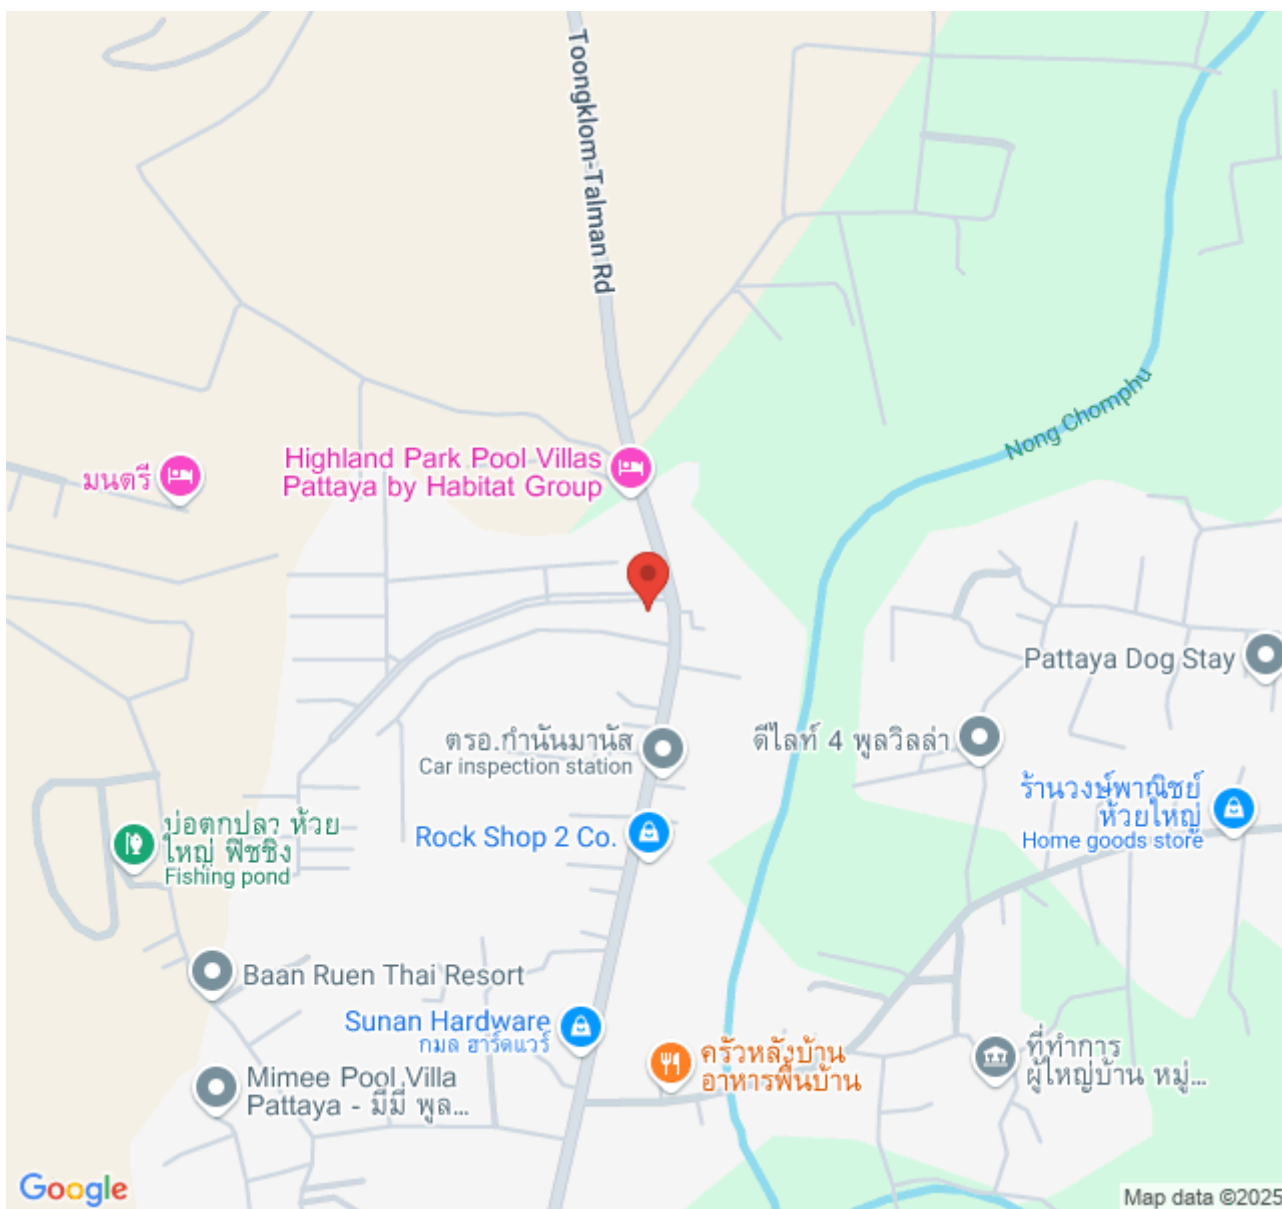 Toongklom-Talman Rd
Nong Chomphu
Highland Park Pool Villas
Pattaya by Habitat Group
มนตรี
Pattaya Dog Stay
ตรอ.กำนันมานัส
Car inspection station
ดีไลท์ 4 พูลวิลล่า
ร้านวงษ์พาณิชย์
ห้วยใหญ่
Home goods store
Rock Shop 2 Co.
บ่อตกปลา ห้วย
ใหญ่ ฟิชชิ่ง
Fishing pond
Baan Ruen Thai Resort
Sunan Hardware
กมล ฮาร์ดแวร์
ครัวหลังบ้าน
อาหารพื้นบ้าน
ที่ทำการ
ผู้ใหญ่บ้าน หมู่...
Mimee Pool Villa
Pattaya - มีมี่ พูล...
Google
Map data ©2025